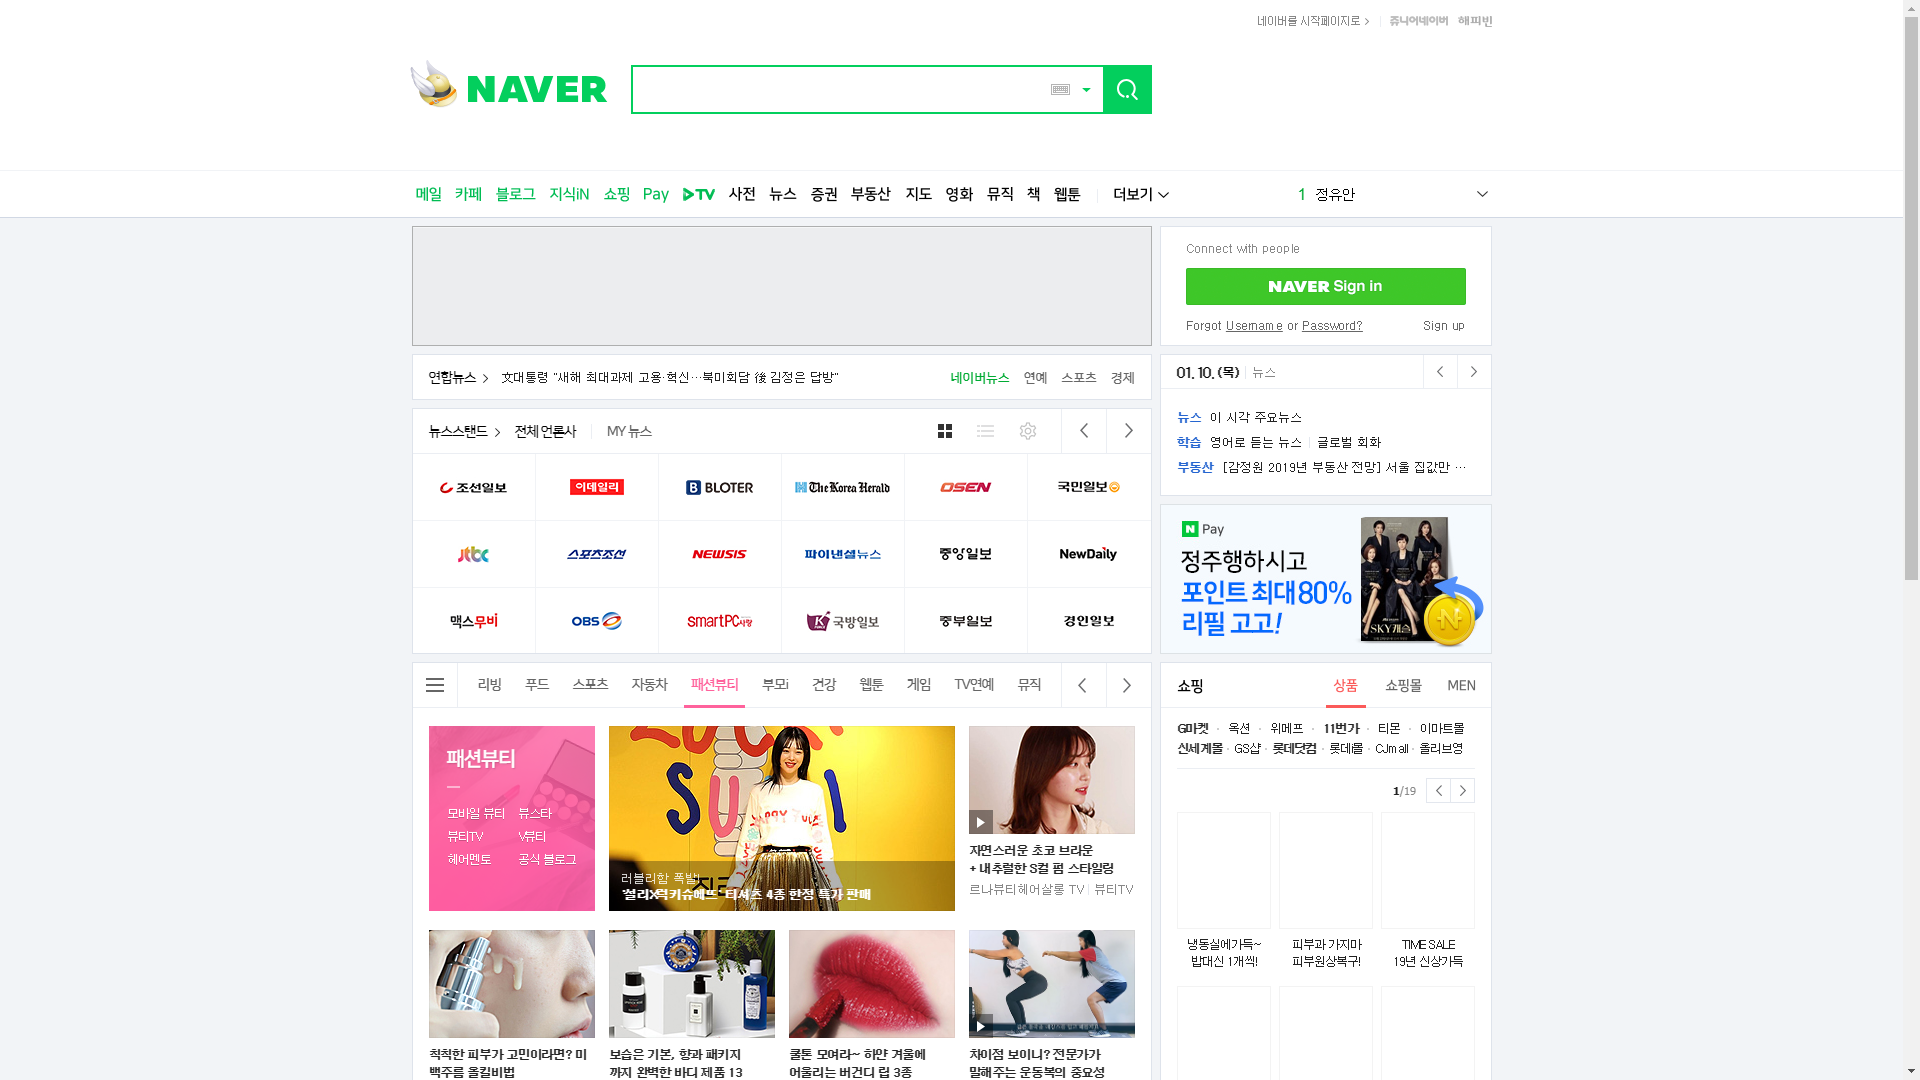 네이버를 시작페이지로
쥬니어네이버 해피빈
NAVER
메일 카페 블로그 지식iN 쇼핑 Pay TV 사전 뉴스 증권 부동산 지도 영화 뮤직 책 웹툰 더보기
1 정유안
Connect with people
NAVER Sign in
Forgot Username or Password? Sign up
연합뉴스 文대통령 "새해 최대과제 고용·혁신…북미회담 後 김정은 답방"
네이버뉴스 연예 스포츠 경제
01. 10. (목) 뉴스
뉴스 이 시각 주요뉴스
학습 영어로 듣는 뉴스 글로벌 회화
부동산 [감정원 2019년 부동산 전망] 서울 집값만 …
뉴스스탠드 전체 언론사 MY 뉴스
조선일보 이데일리 BLOTER The Korea Herald OSEN 국민일보
jtbc 스포츠조선 NEWSIS 파이낸셜뉴스 중앙일보 NewDaily
맥스무비 OBS smartPC사랑 국방일보 중부일보 경인일보
N Pay
정주행하시고
포인트 최대 80%
리필 고고!
SKY캐슬
리빙 푸드 스포츠 자동차 패션뷰티 부모i 건강 웹툰 게임 TV연예 뮤직
패션뷰티
모바일 뷰티 뷰스타
뷰티TV V뷰티
헤어멘토 공식 블로그
러블리함 폭발!
'설리X럭키슈에뜨' 티셔츠 4종 한정 특가 판매
자연스러운 초코 브라운
+ 내추럴한 S컬 펌 스타일링
르나뷰티헤어살롱 TV 뷰티TV
척척한 피부가 고민이라면? 미
백주름 올킬비법
보습은 기본, 향과 패키지
까지 완벽한 바디 제품 13
쿨톤 모여라~ 하얀 겨울에
어울리는 버건디 립 3종
차이점 보이니? 전문가가
말해주는 운동복의 중요성
쇼핑 상품 쇼핑몰 MEN
G마켓 · 옥션 · 위메프 · 11번가 · 티몬 · 이마트몰
신세계몰 · GS샵 · 롯데닷컴 · 롯데i몰 · CJmall · 올리브영
1/19
냉동실에가득~
밥대신 1개씩!
피부과 가지마
피부원상복구!
TIME SALE
19년 신상가득